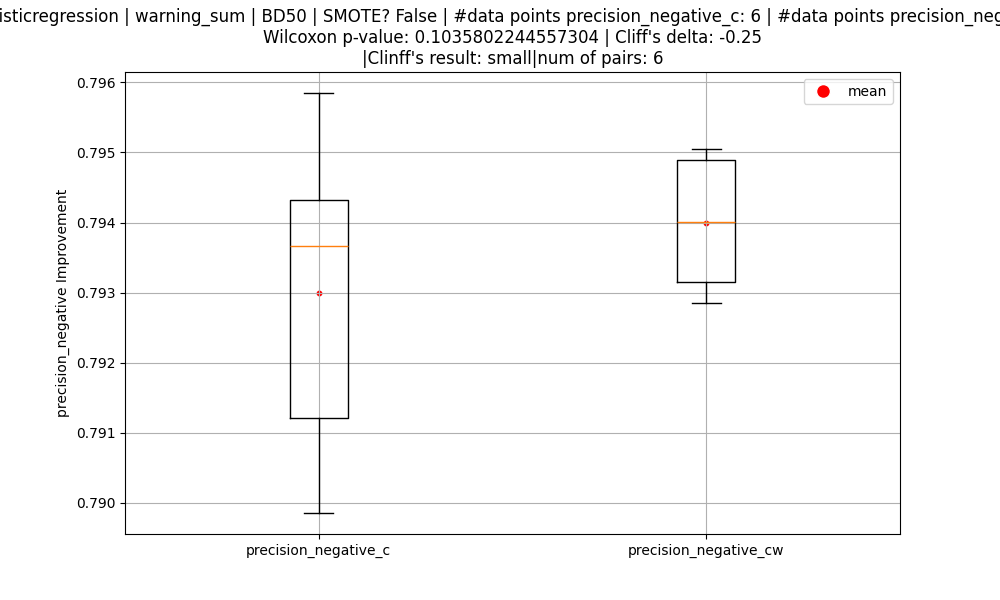 isticregression | warning_sum | BD50 | SMOTE? False | #data points precision_negative_c: 6 | #data points precision_neg
Wilcoxon p-value: 0.1035802244557304 | Cliff's delta: -0.25
|Clinff's result: small|num of pairs: 6
mean
0.796
0.795
0.794
0.793
0.792
0.791
0.790
precision_negative Improvement
precision_negative_c
precision_negative_cw